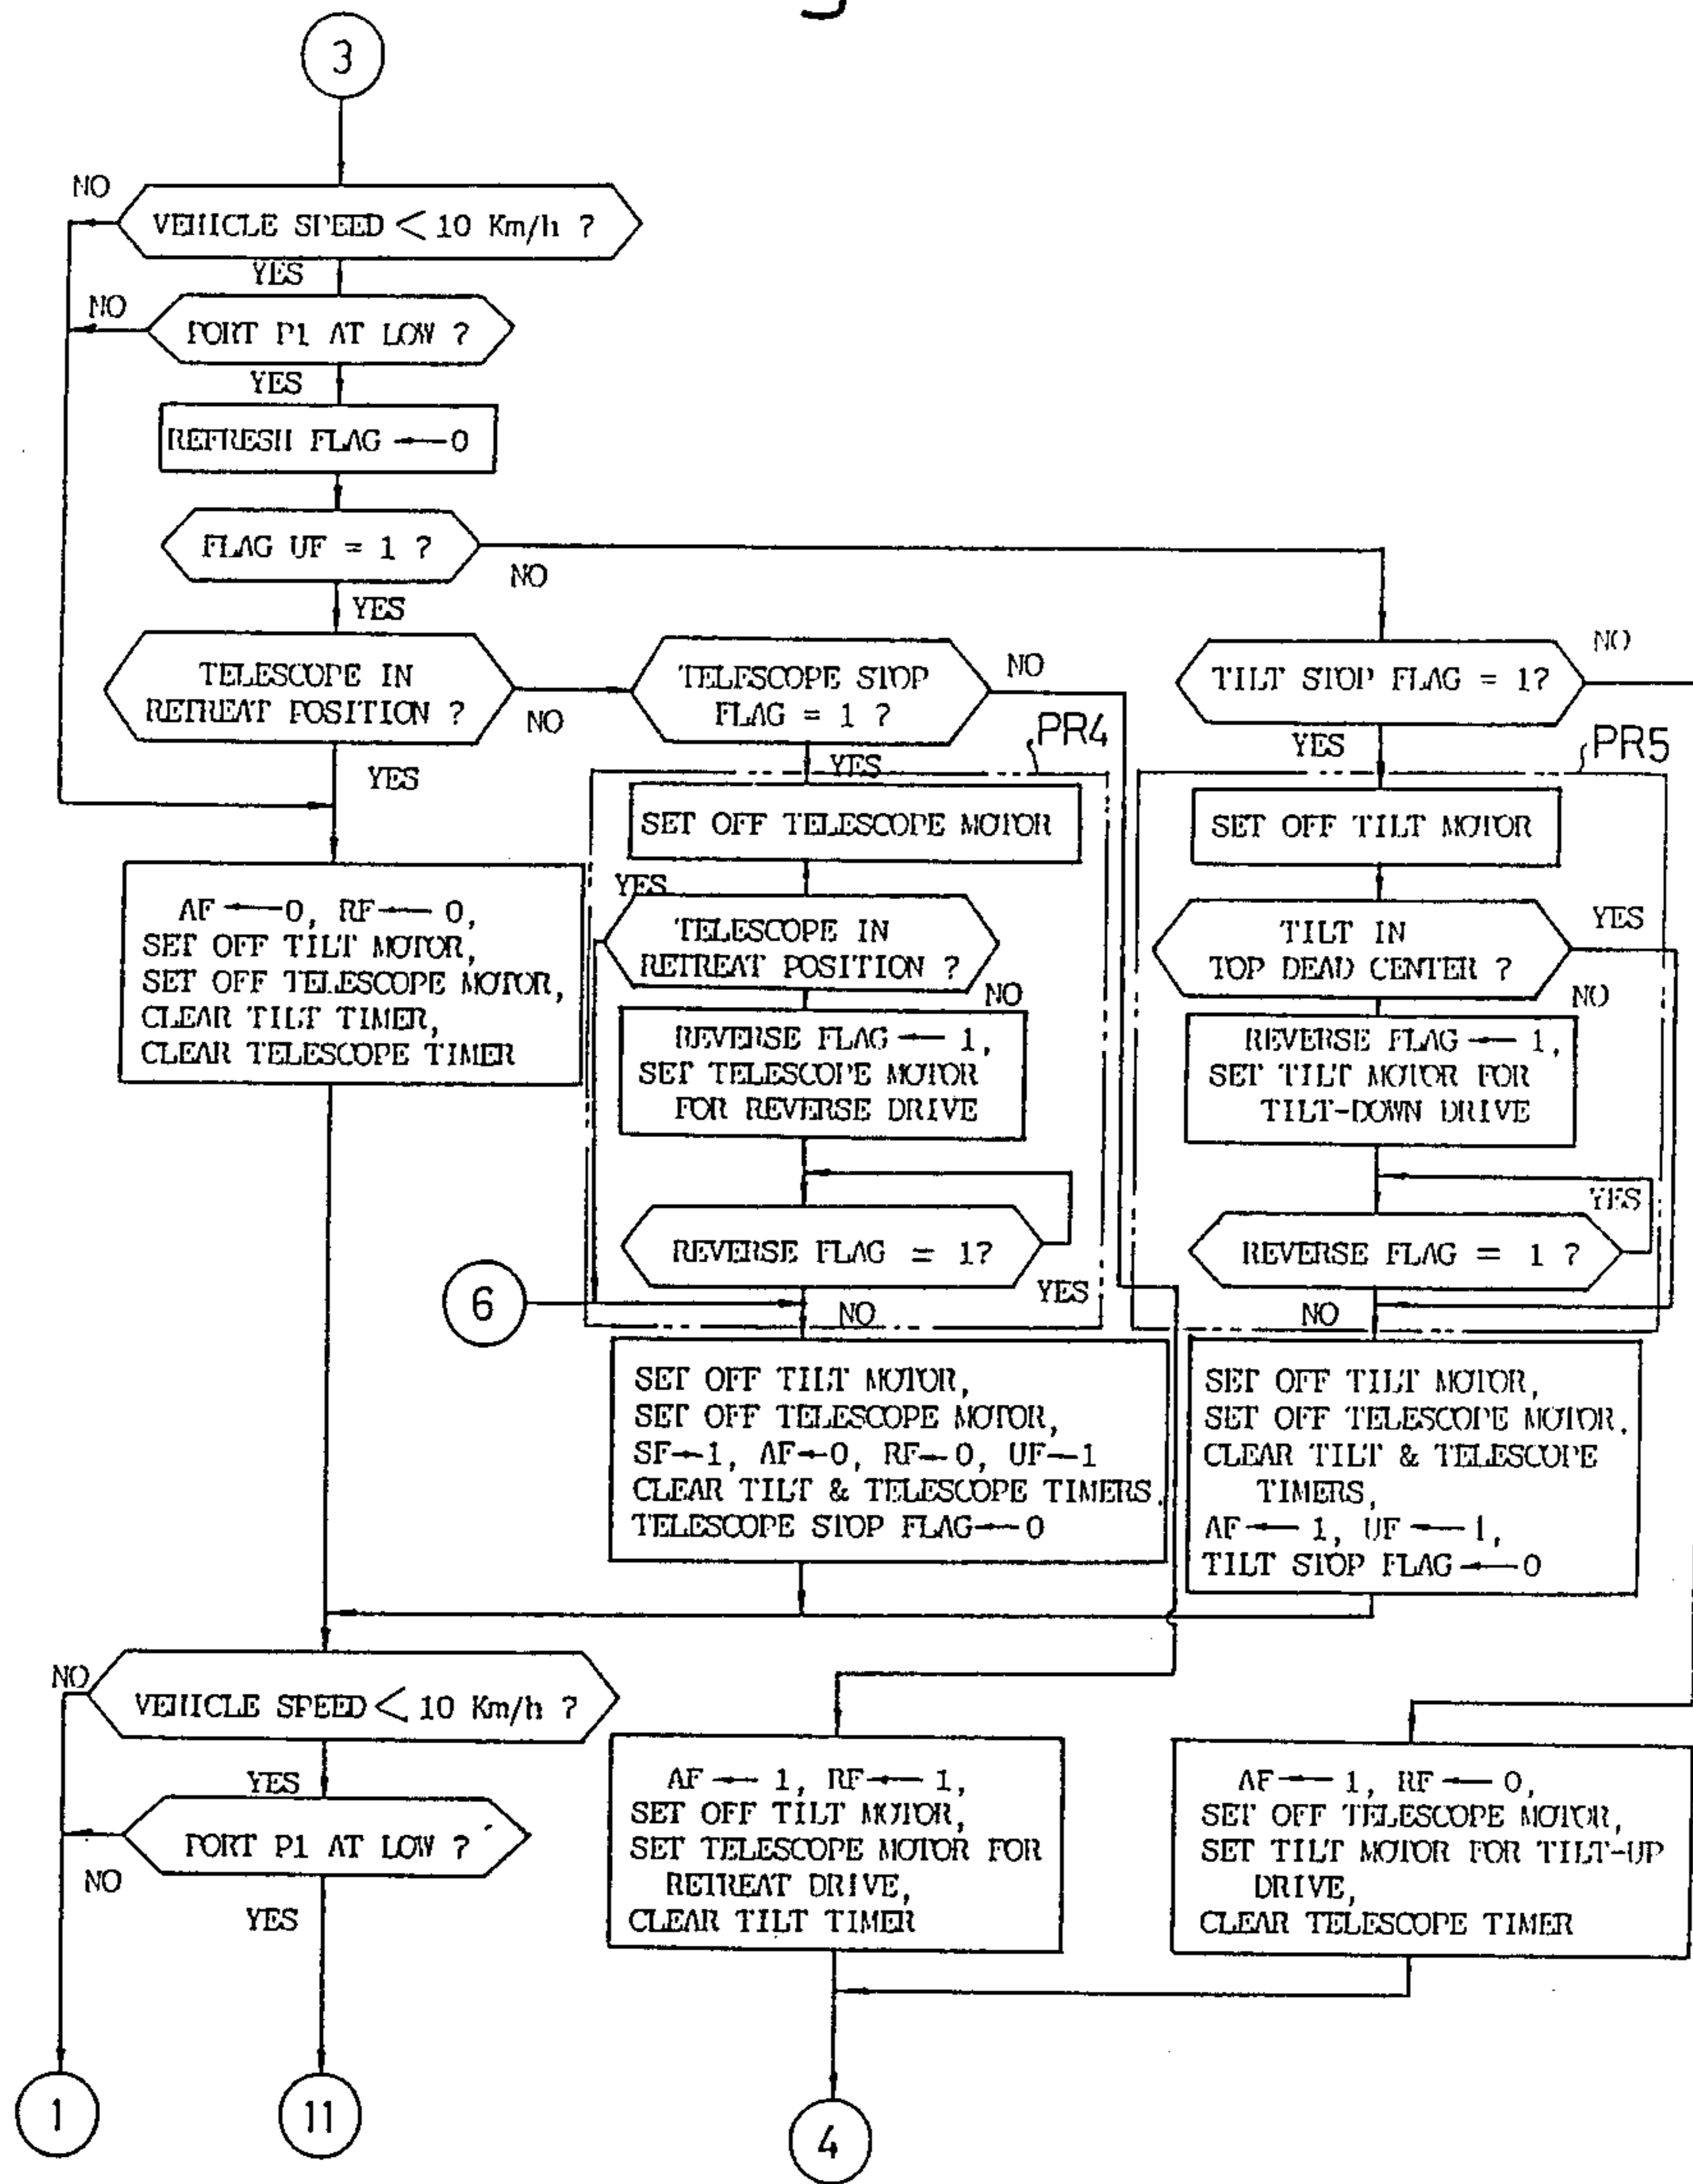 3
NO
VEHICLE SPEED < 10 Km/h ?
YES
NO
PORT P1 AT LOW ?
YES
REFRESH FLAG ← 0
FLAG UF = 1 ?
NO
YES
TELESCOPE IN
RETREAT POSITION ?
NO
YES
TELESCOPE STOP
FLAG = 1 ?
NO
YES
PR4
TILT STOP FLAG = 1?
NO
YES
PR5
AF ← 0, RF ← 0,
SET OFF TILT MOTOR,
SET OFF TELESCOPE MOTOR,
CLEAR TILT TIMER,
CLEAR TELESCOPE TIMER
SET OFF TELESCOPE MOTOR
YES
TELESCOPE IN
RETREAT POSITION ?
NO
REVERSE FLAG ← 1,
SET TELESCOPE MOTOR
FOR REVERSE DRIVE
REVERSE FLAG = 1?
YES
NO
6
SET OFF TILT MOTOR
TILT IN
TOP DEAD CENTER ?
YES
NO
REVERSE FLAG ← 1,
SET TILT MOTOR FOR
TILT-DOWN DRIVE
YES
REVERSE FLAG = 1 ?
NO
SET OFF TILT MOTOR,
SET OFF TELESCOPE MOTOR,
SF←1, AF←0, RF←0, UF←1
CLEAR TILT & TELESCOPE TIMERS,
TELESCOPE STOP FLAG ← 0
SET OFF TILT MOTOR,
SET OFF TELESCOPE MOTOR,
CLEAR TILT & TELESCOPE
TIMERS,
AF ← 1, UF ← 1,
TILT STOP FLAG ← 0
NO
VEHICLE SPEED < 10 Km/h ?
YES
PORT P1 AT LOW ?
NO
YES
AF ← 1, RF ← 1,
SET OFF TILT MOTOR,
SET TELESCOPE MOTOR FOR
RETREAT DRIVE,
CLEAR TILT TIMER
AF ← 1, RF ← 0,
SET OFF TELESCOPE MOTOR,
SET TILT MOTOR FOR TILT-UP
DRIVE,
CLEAR TELESCOPE TIMER
1
11
4